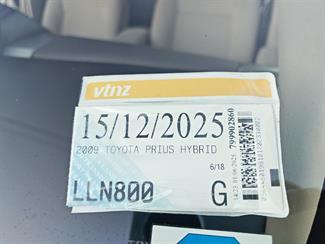 vtnz
15/12/2025
2009 TOYOTA PRIUS HYBRID
6/18
LLN800 G
799902860